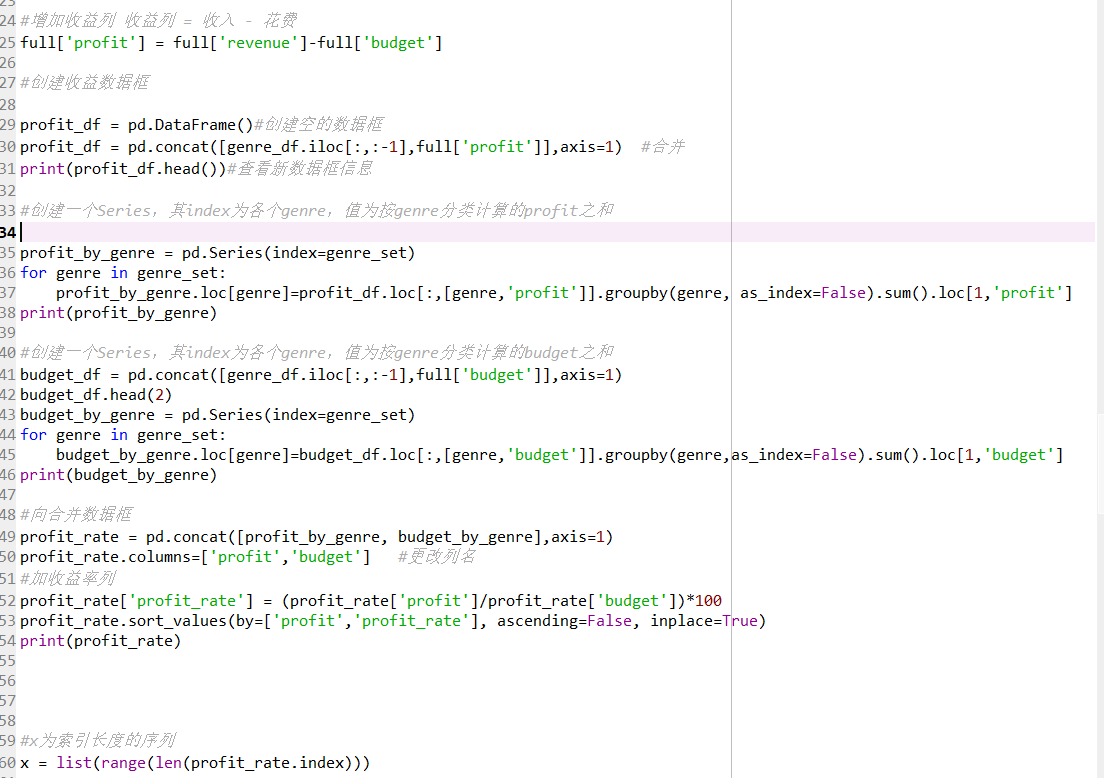 23
24 #增加收益列 收益列 = 收入 - 花费
25 full['profit'] = full['revenue']-full['budget']
26
27 #创建收益数据框
28
29 profit_df = pd.DataFrame()#创建空的数据框
30 profit_df = pd.concat([genre_df.iloc[:,:-1],full['profit']],axis=1)  #合并
31 print(profit_df.head())#查看新数据框信息
32
33 #创建一个Series，其index为各个genre，值为按genre分类计算的profit之和
34
35 profit_by_genre = pd.Series(index=genre_set)
36 for genre in genre_set:
37     profit_by_genre.loc[genre]=profit_df.loc[:,[genre,'profit']].groupby(genre, as_index=False).sum().loc[1,'profit']
38 print(profit_by_genre)
39
40 #创建一个Series，其index为各个genre，值为按genre分类计算的budget之和
41 budget_df = pd.concat([genre_df.iloc[:,:-1],full['budget']],axis=1)
42 budget_df.head(2)
43 budget_by_genre = pd.Series(index=genre_set)
44 for genre in genre_set:
45     budget_by_genre.loc[genre]=budget_df.loc[:,[genre,'budget']].groupby(genre,as_index=False).sum().loc[1,'budget']
46 print(budget_by_genre)
47
48 #向合并数据框
49 profit_rate = pd.concat([profit_by_genre, budget_by_genre],axis=1)
50 profit_rate.columns=['profit','budget']   #更改列名
51 #加收益率列
52 profit_rate['profit_rate'] = (profit_rate['profit']/profit_rate['budget'])*100
53 profit_rate.sort_values(by=['profit','profit_rate'], ascending=False, inplace=True)
54 print(profit_rate)
55
56
57
58
59 #x为索引长度的序列
60 x = list(range(len(profit_rate.index)))